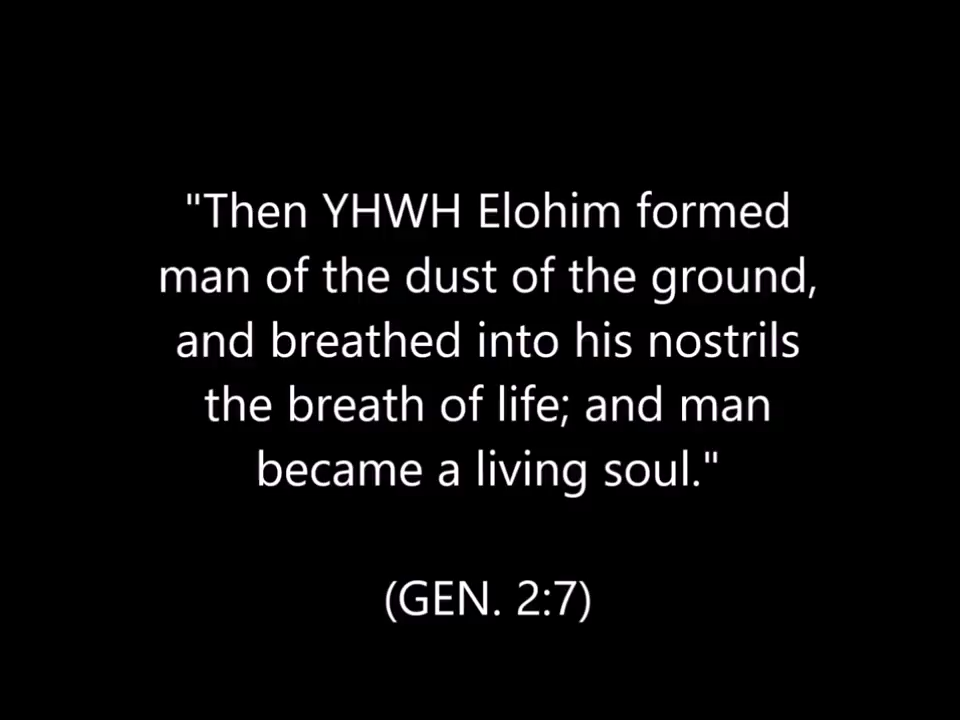 "Then YHWH Elohim formed
man of the dust of the ground,
and breathed into his nostrils
the breath of life; and man
became a living soul."
(GEN. 2:7)